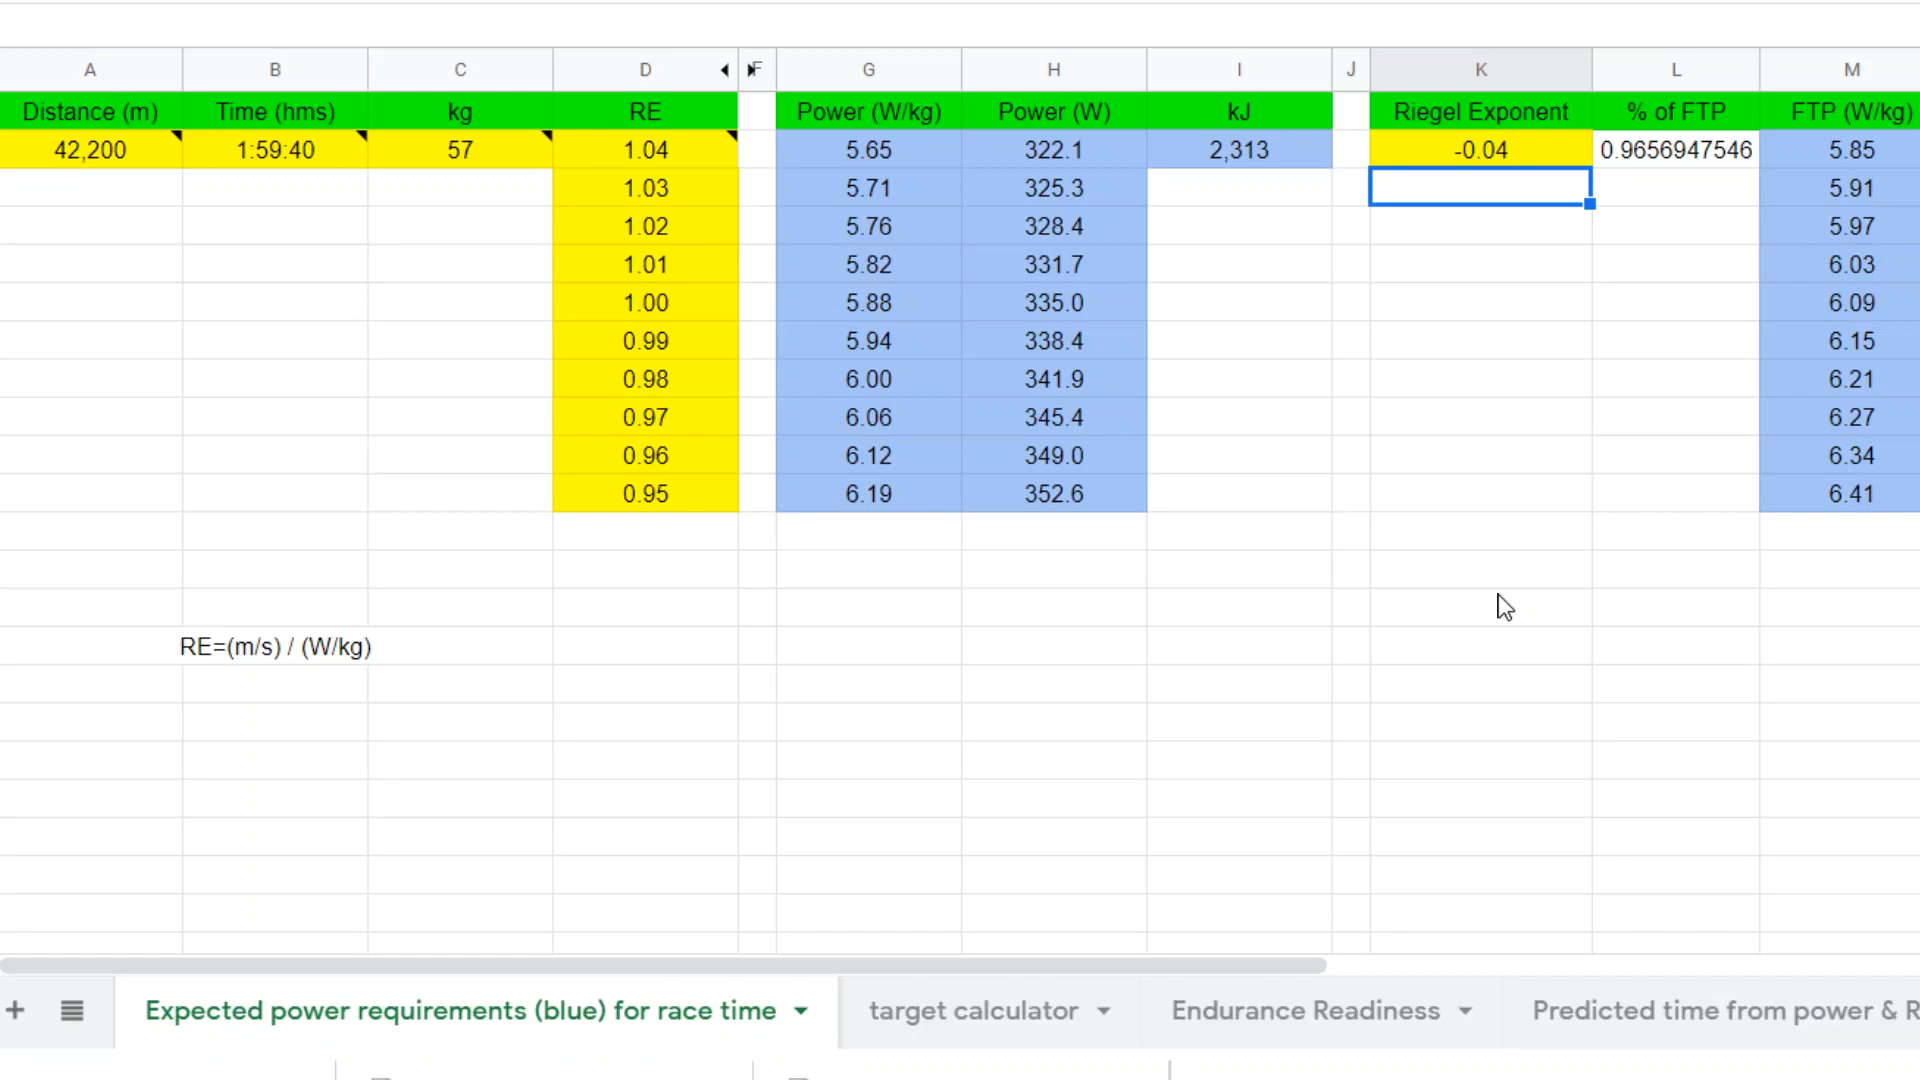 A B C D F G H I J K L M
Distance (m) Time (hms) kg RE Power (W/kg) Power (W) kJ Riegel Exponent % of FTP FTP (W/kg)
42,200 1:59:40 57 1.04 5.65 322.1 2,313 -0.04 0.9656947546 5.85
1.03 5.71 325.3 5.91
1.02 5.76 328.4 5.97
1.01 5.82 331.7 6.03
1.00 5.88 335.0 6.09
0.99 5.94 338.4 6.15
0.98 6.00 341.9 6.21
0.97 6.06 345.4 6.27
0.96 6.12 349.0 6.34
0.95 6.19 352.6 6.41
RE=(m/s) / (W/kg)
Expected power requirements (blue) for race time target calculator Endurance Readiness Predicted time from power & R